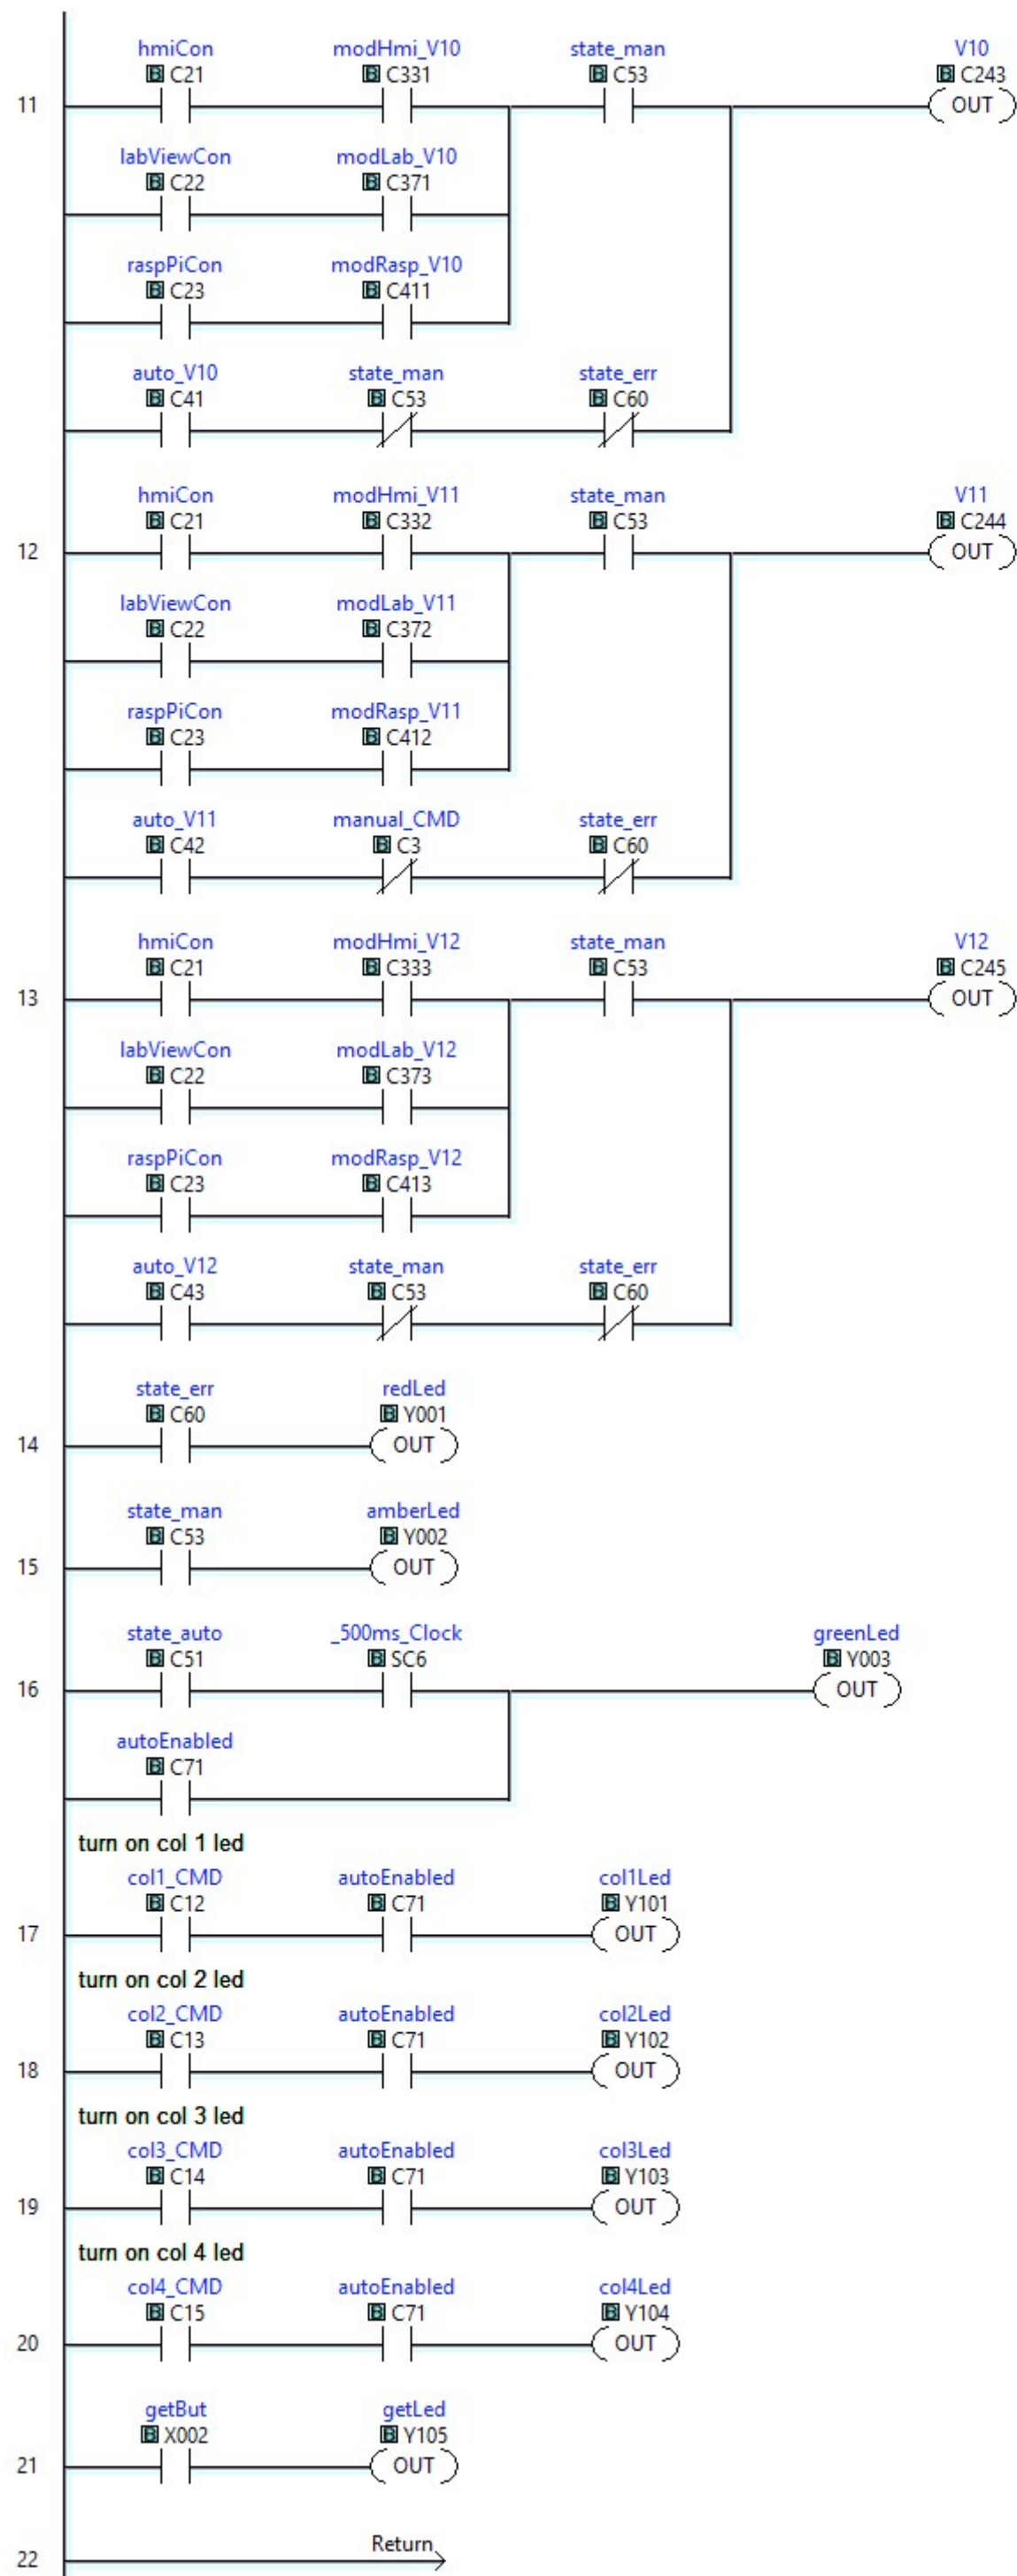 hmiCon modHmi_V10 state_man V10
B C21 B C331 B C53 B C243
11 OUT
labViewCon modLab_V10
B C22 B C371
raspPiCon modRasp_V10
B C23 B C411
auto_V10 state_man state_err
B C41 B C53 B C60
hmiCon modHmi_V11 state_man V11
B C21 B C332 B C53 B C244
12 OUT
labViewCon modLab_V11
B C22 B C372
raspPiCon modRasp_V11
B C23 B C412
auto_V11 manual_CMD state_err
B C42 B C3 B C60
hmiCon modHmi_V12 state_man V12
B C21 B C333 B C53 B C245
13 OUT
labViewCon modLab_V12
B C22 B C373
raspPiCon modRasp_V12
B C23 B C413
auto_V12 state_man state_err
B C43 B C53 B C60
state_err redLed
B C60 B Y001
14 OUT
state_man amberLed
B C53 B Y002
15 OUT
state_auto _500ms_Clock greenLed
B C51 B SC6 B Y003
16 OUT
autoEnabled
B C71
turn on col 1 led
col1_CMD autoEnabled col1Led
B C12 B C71 B Y101
17 OUT
turn on col 2 led
col2_CMD autoEnabled col2Led
B C13 B C71 B Y102
18 OUT
turn on col 3 led
col3_CMD autoEnabled col3Led
B C14 B C71 B Y103
19 OUT
turn on col 4 led
col4_CMD autoEnabled col4Led
B C15 B C71 B Y104
20 OUT
getBut getLed
B X002 B Y105
21 OUT
Return
22